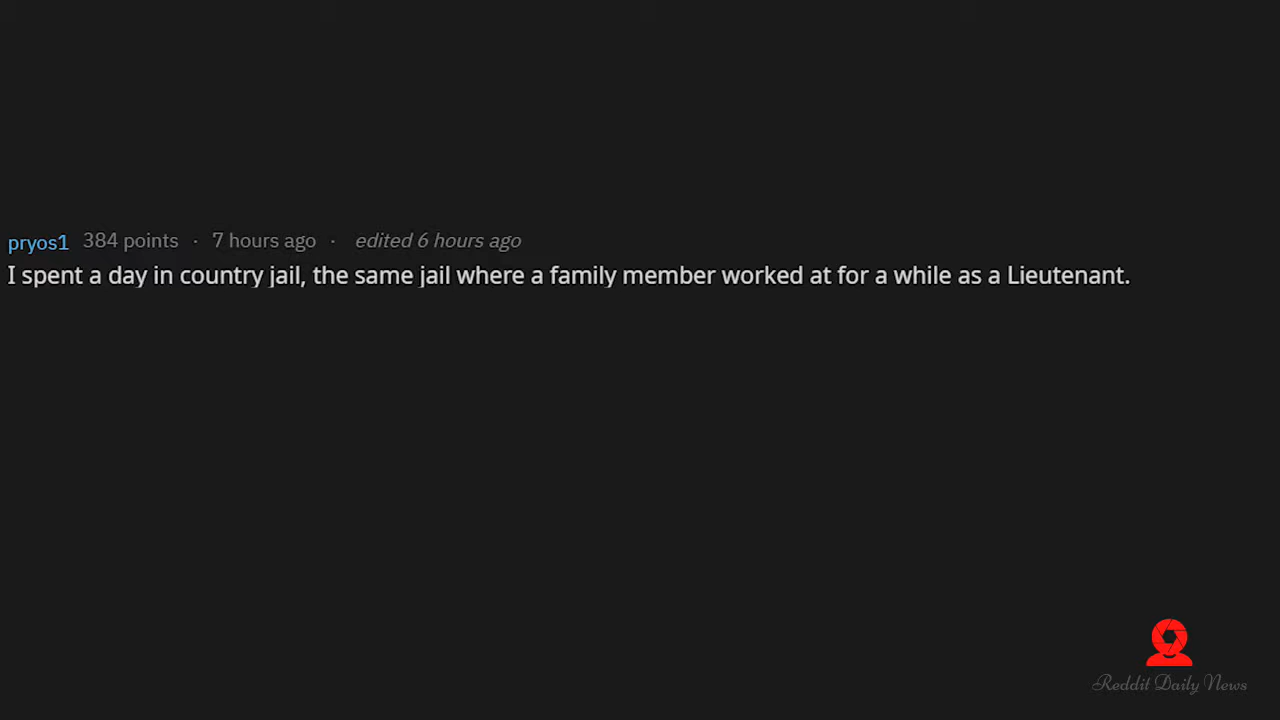 pryos1 384 points · 7 hours ago · edited 6 hours ago
I spent a day in country jail, the same jail where a family member worked at for a while as a Lieutenant.
Reddit Daily News